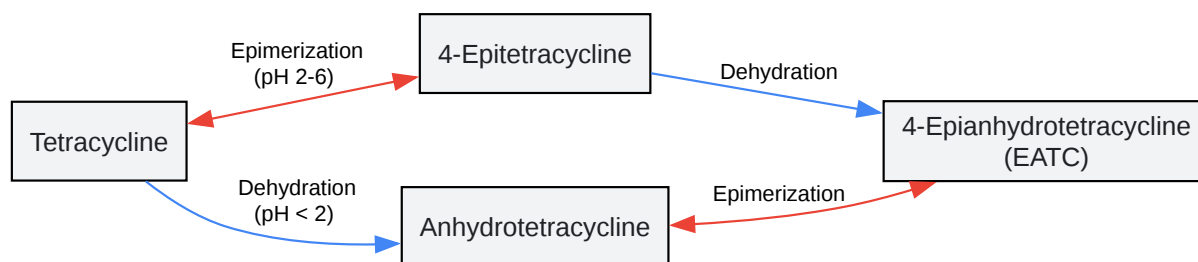 Epimerization
(pH 2-6)
4-Epitetracycline
Dehydration
Tetracycline
4-Epianhydrotetracycline
(EATC)
Dehydration
(pH < 2)
Anhydrotetracycline
Epimerization